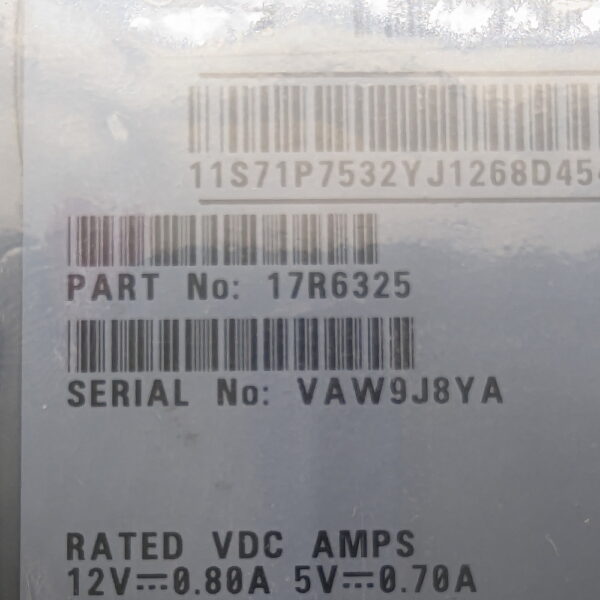 11S71P7532YJ1268D45
PART No: 17R6325
SERIAL No: VAW9J8YA
RATED VDC AMPS
12V⎓0.80A 5V⎓0.70A